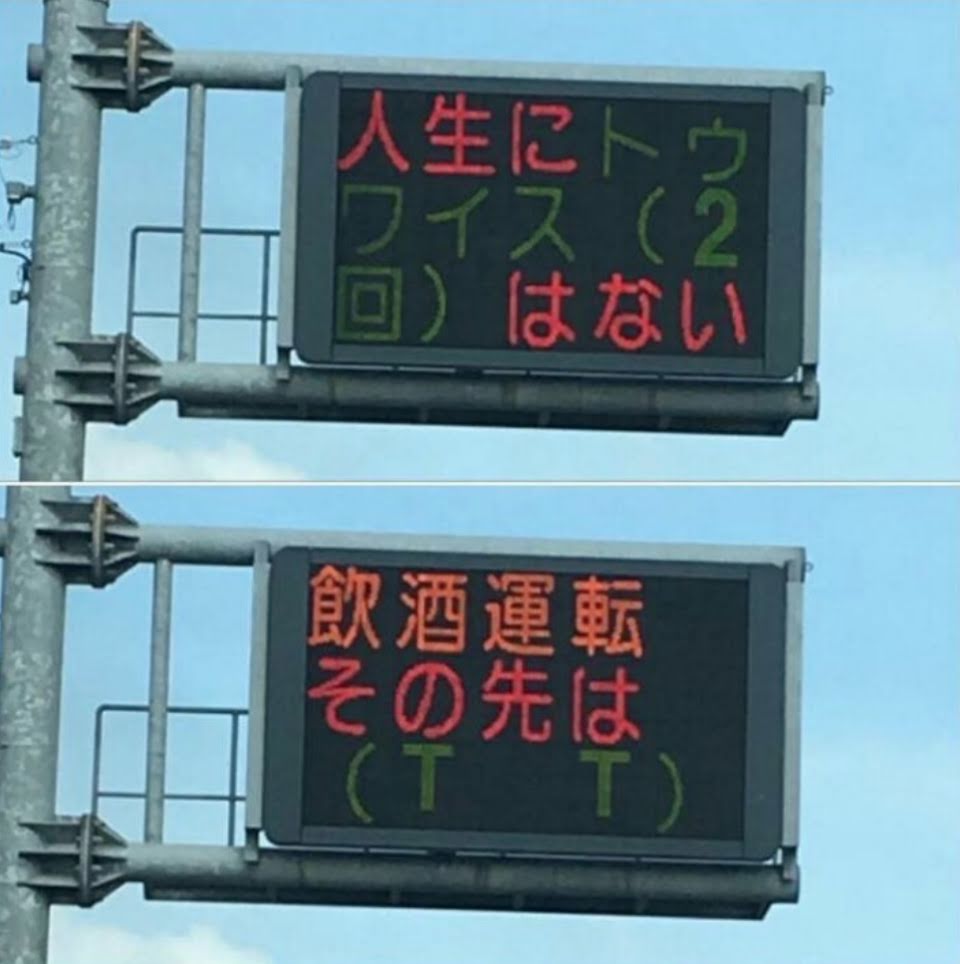 人生にトゥ
ワイス(2
回)はない
飲酒運転
その先は
(T T)